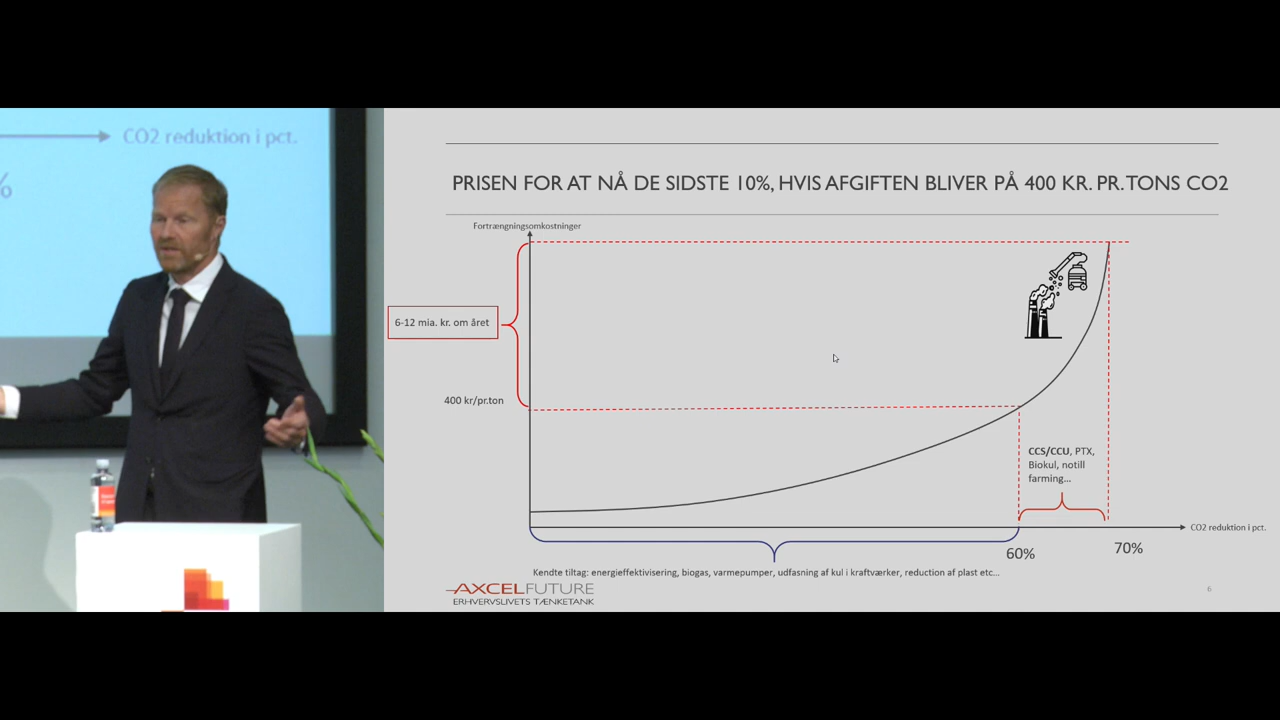 CO2 reduktion i pct.
%
PRISEN FOR AT NÅ DE SIDSTE 10%, HVIS AFGIFTEN BLIVER PÅ 400 KR. PR. TONS CO2
Fortrængningsomkostninger
6-12 mia. kr. om året
400 kr/pr.ton
CCS/CCU, PTX,
Biokul, notill
farming...
CO2 reduktion i pct.
60%
70%
Kendte tiltag: energieffektivisering, biogas, varmepumper, udfasning af kul i kraftværker, reduction af plast etc...
AXCELFUTURE
ERHVERVSLIVETS TÆNKETANK
6